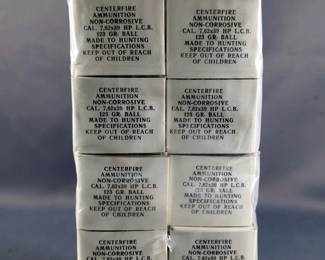 CENTERFIRE
AMMUNITION
NON-CORROSIVE
CAL. 7,62x39 HP L.C.B.
123 GR. BALL
MADE TO HUNTING
SPECIFICATIONS
KEEP OUT OF REACH
OF CHILDREN
CENTERFIRE
AMMUNITION
NON-CORROSIVE
CAL. 7,62x39 HP L.C.B.
123 GR. BALL
MADE TO HUNTING
SPECIFICATIONS
KEEP OUT OF REACH
OF CHILDREN
CENTERFIRE
AMMUNITION
NON-CORROSIVE
CAL. 7,62x39 HP L.C.B.
123 GR. BALL
MADE TO HUNTING
SPECIFICATIONS
KEEP OUT OF REACH
OF CHILDREN
CENTERFIRE
AMMUNITION
NON-CORROSIVE
CAL. 7,62x39 HP L.C.B.
123 GR. BALL
MADE TO HUNTING
SPECIFICATIONS
KEEP OUT OF REACH
OF CHILDREN
CENTERFIRE
AMMUNITION
NON-CORROSIVE
CAL. 7,62x39 HP L.C.B.
123 GR. BALL
MADE TO HUNTING
SPECIFICATIONS
KEEP OUT OF REACH
OF CHILDREN
CENTERFIRE
AMMUNITION
NON-CORROSIVE
CAL. 7,62x39 HP L.C.B.
123 GR. BALL
MADE TO HUNTING
SPECIFICATIONS
KEEP OUT OF REACH
OF CHILDREN
CENTERFIRE
AMMUNITION
NON-CORROSIVE
CENTERFIRE
AMMUNITION
NON-CORROSIVE